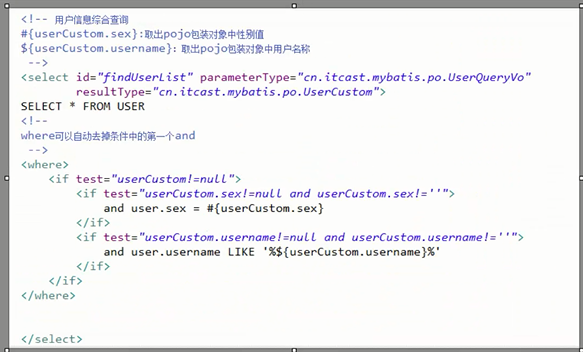 <!-- 用户信息综合查询
#{userCustom.sex}:取出pojo包装对象中性别值
${userCustom.username}：取出pojo包装对象中用户名称
-->
<select id="findUserList" parameterType="cn.itcast.mybatis.po.UserQueryVo"
resultType="cn.itcast.mybatis.po.UserCustom">
SELECT * FROM USER
<!--
where可以自动去掉条件中的第一个and
-->
<where>
<if test="userCustom!=null">
<if test="userCustom.sex!=null and userCustom.sex!=''">
and user.sex = #{userCustom.sex}
</if>
<if test="userCustom.username!=null and userCustom.username!=''">
and user.username LIKE '%${userCustom.username}%'
</if>
</if>
</where>
</select>